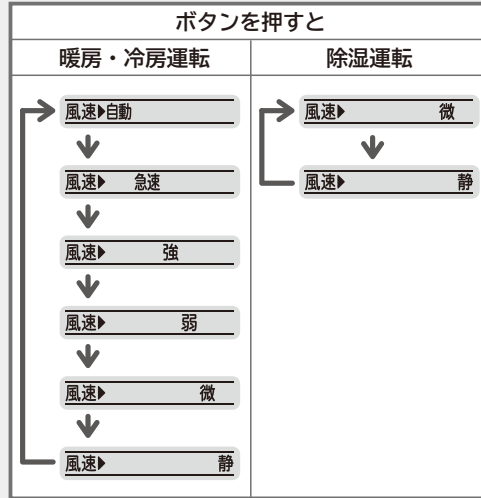 ボタンを押すと
暖房・冷房運転
除湿運転
風速▶自動
風速▶急速
風速▶強
風速▶弱
風速▶微
風速▶静
風速▶微
風速▶静